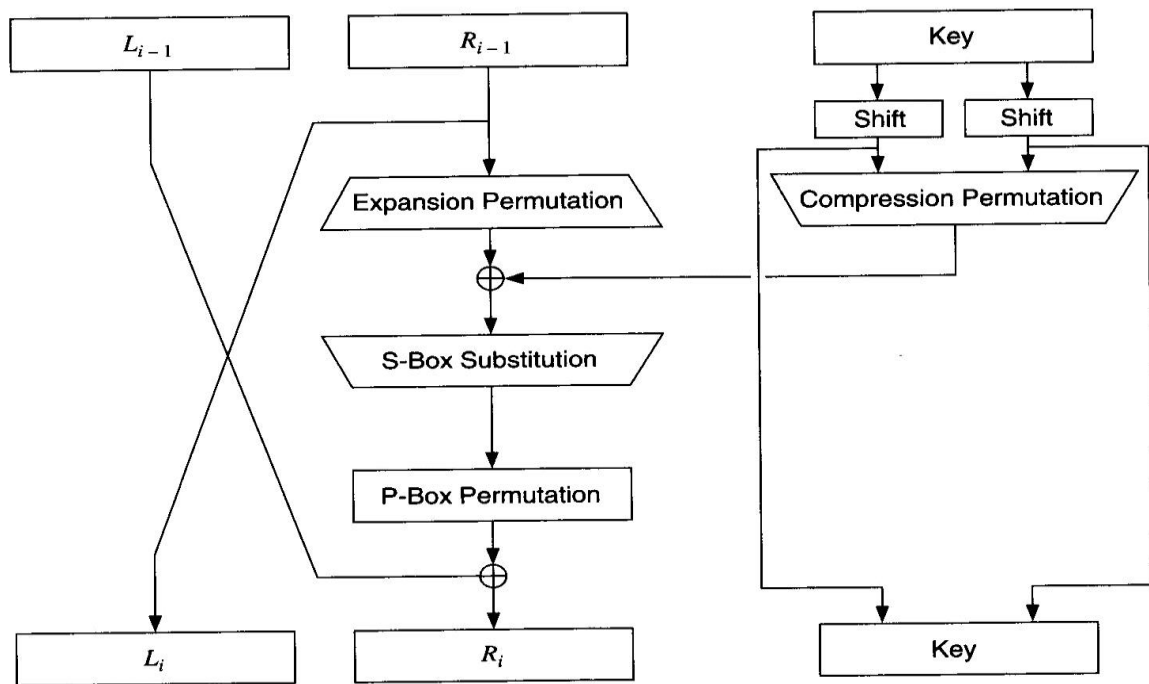 L_{i-1}
R_{i-1}
Key
Shift
Shift
Expansion Permutation
Compression Permutation
S-Box Substitution
P-Box Permutation
L_i
R_i
Key